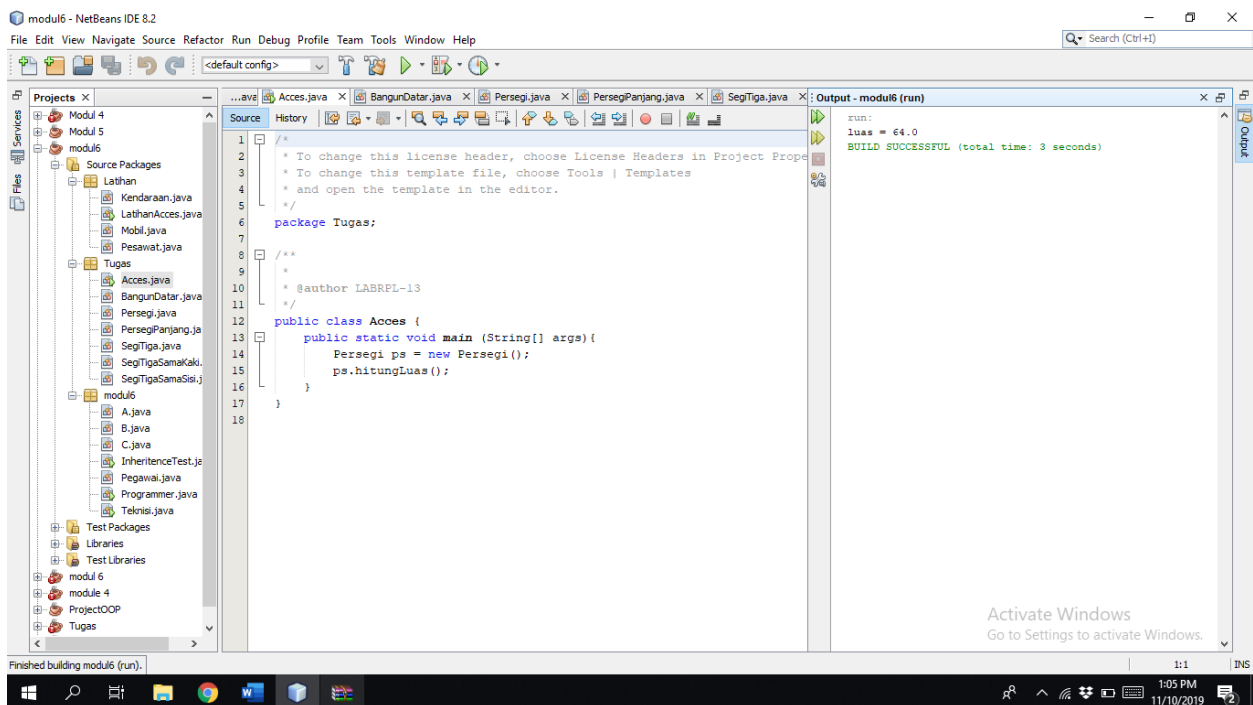 modul6 - NetBeans IDE 8.2
File Edit View Navigate Source Refactor Run Debug Profile Team Tools Window Help
Search (Ctrl+I)
<default config>
Services
Files
Projects
Modul 4
Modul 5
modul6
Source Packages
Latihan
Kendaraan.java
LatihanAcces.java
Mobil.java
Pesawat.java
Tugas
Acces.java
BangunDatar.java
Persegi.java
PersegiPanjang.ja
SegiTiga.java
SegiTigaSamaKaki.
SegiTigaSamaSisi.j
modul6
A.java
B.java
C.java
InheritenceTest.ja
Pegawai.java
Programmer.java
Teknisi.java
Test Packages
Libraries
Test Libraries
modul 6
module 4
ProjectOOP
Tugas
...ava Acces.java BangunDatar.java Persegi.java PersegiPanjang.java SegiTiga.java
Source History
1 /*
2 * To change this license header, choose License Headers in Project Prope
3 * To change this template file, choose Tools | Templates
4 * and open the template in the editor.
5 */
6 package Tugas;
7
8 /**
9 *
10 * @author LABRPL-13
11 */
12 public class Acces {
13 public static void main (String[] args){
14 Persegi ps = new Persegi();
15 ps.hitungLuas();
16 }
17 }
18
Output - modul6 (run)
run:
luas = 64.0
BUILD SUCCESSFUL (total time: 3 seconds)
Output
Activate Windows
Go to Settings to activate Windows.
Finished building modul6 (run).
1:1 INS
1:05 PM
11/10/2019
2